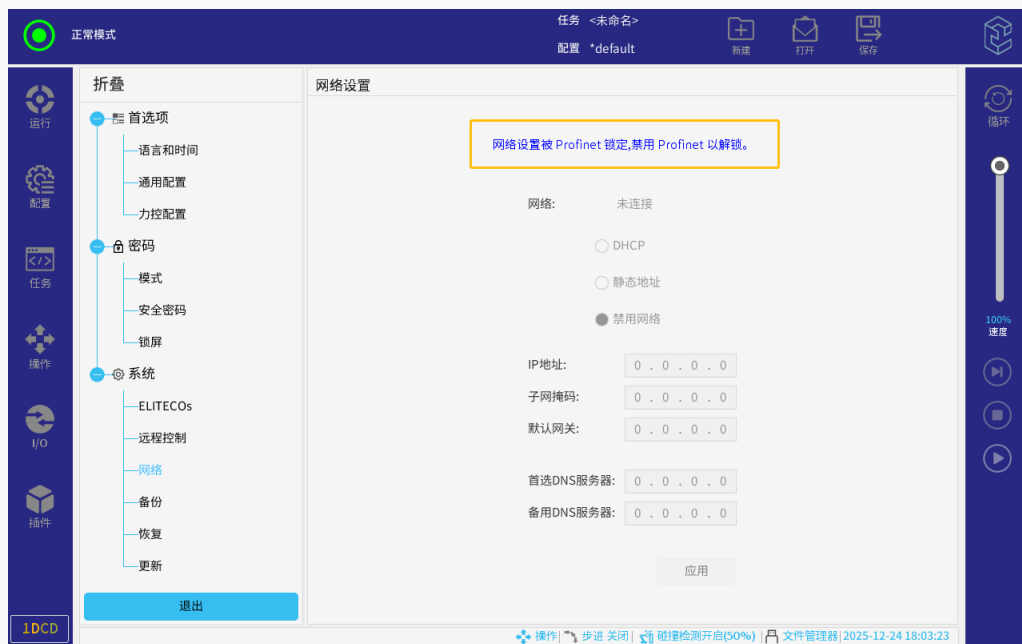 正常模式
任务 <未命名>
配置 *default
新建
打开
保存
运行
配置
任务
操作
I/O
插件
1DCD
折叠
首选项
语言和时间
通用配置
力控配置
密码
模式
安全密码
锁屏
系统
ELITECOs
远程控制
网络
备份
恢复
更新
退出
网络设置
网络设置被 Profinet 锁定,禁用 Profinet 以解锁。
网络: 未连接
DHCP
静态地址
禁用网络
IP地址: 0 . 0 . 0 . 0
子网掩码: 0 . 0 . 0 . 0
默认网关: 0 . 0 . 0 . 0
首选DNS服务器: 0 . 0 . 0 . 0
备用DNS服务器: 0 . 0 . 0 . 0
应用
循环
100%
速度
操作| 步进 关闭| 碰撞检测开启(50%) | 文件管理器|2025-12-24 18:03:23